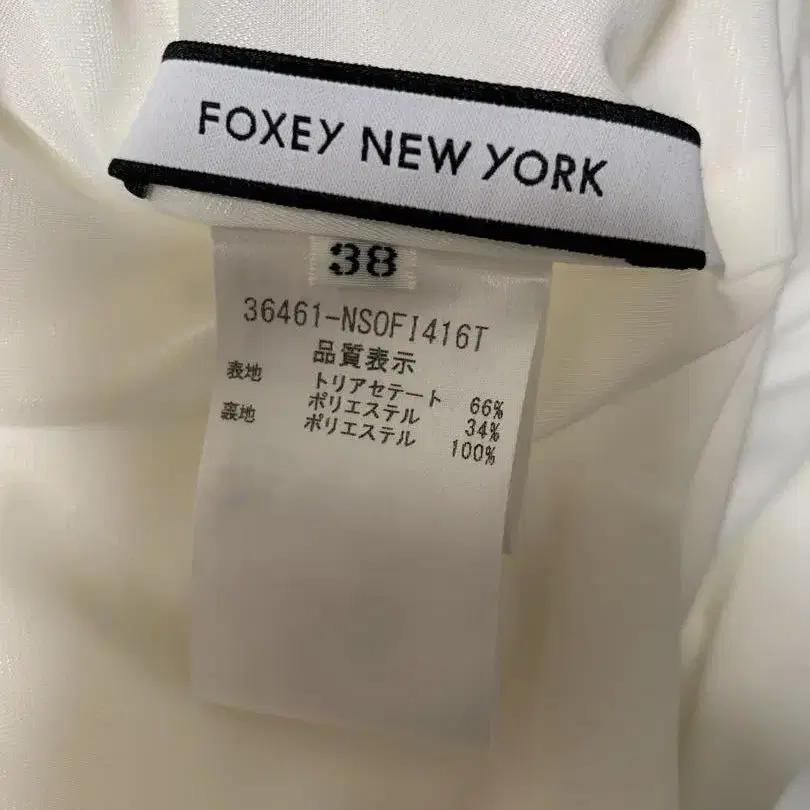 FOXEY NEW YORK
38
36461-NSOFI416T
品質表示
表地 トリアセテート 66%
ポリエステル 34%
裏地 ポリエステル 100%